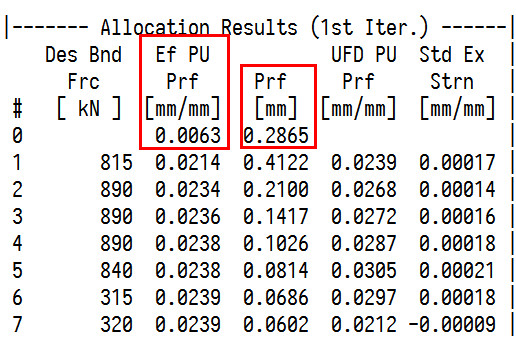 |------- Allocation Results (1st Iter.) ------|
Des Bnd Ef PU UFD PU Std Ex
Frc Prf Prf Prf Strn |
# [ kN ] [mm/mm] [mm] [mm/mm] [mm/mm] |
0 0.0063 0.2865 |
1 815 0.0214 0.4122 0.0239 0.00017 |
2 890 0.0234 0.2100 0.0268 0.00014 |
3 890 0.0236 0.1417 0.0272 0.00016 |
4 890 0.0238 0.1026 0.0287 0.00018 |
5 840 0.0238 0.0814 0.0305 0.00021 |
6 315 0.0239 0.0686 0.0297 0.00018 |
7 320 0.0239 0.0602 0.0212 -0.00009 |